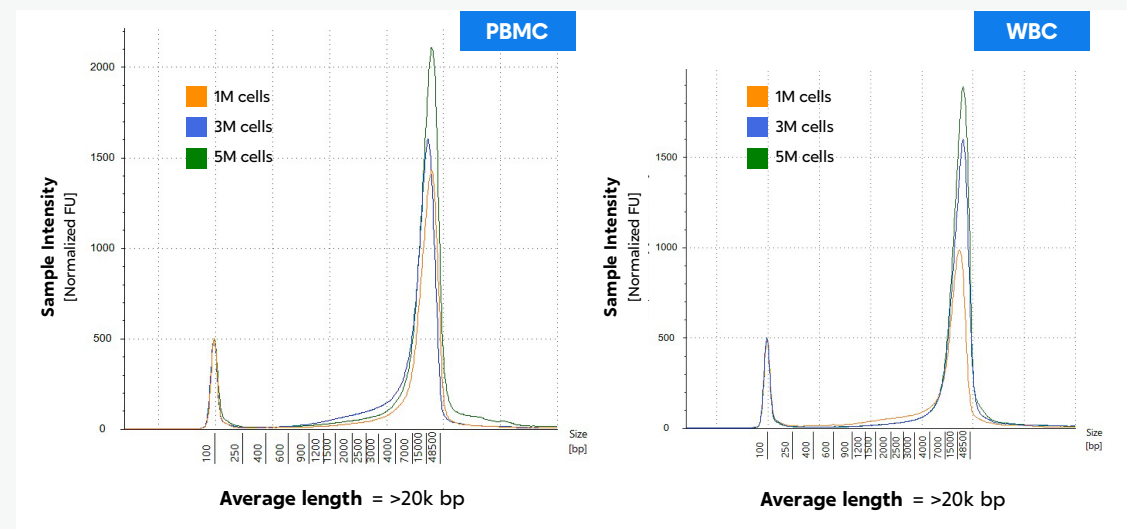 PBMC
2000
1500
1000
500
0
Sample Intensity
[Normalized FU]
1M cells
3M cells
5M cells
100
250
400
600
900
1200
1500
2000
2500
3000
4000
7000
15000
48500
Size
[bp]
Average length = >20k bp
WBC
1500
1000
500
0
Sample Intensity
[Normalized FU]
1M cells
3M cells
5M cells
100
250
400
600
900
1200
1500
2000
2500
3000
4000
7000
15000
48500
Size
[bp]
Average length = >20k bp